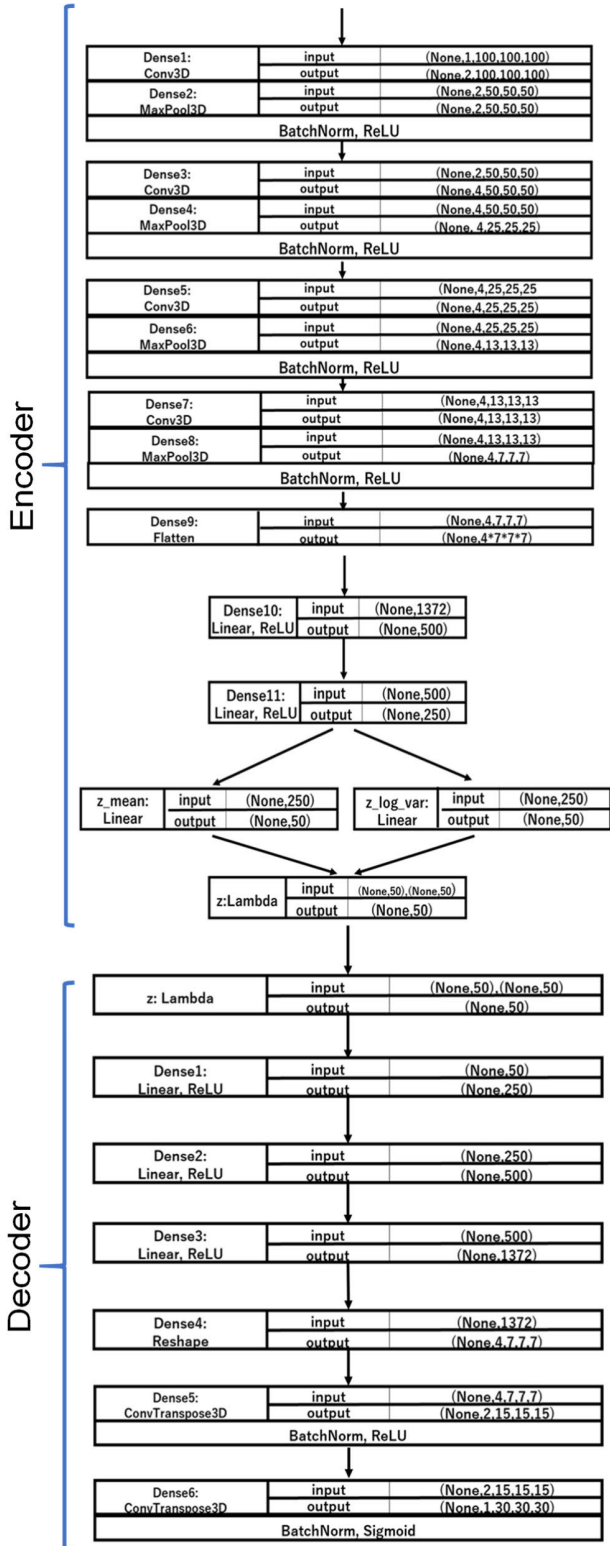 Encoder
Dense1: input (None,1,100,100,100)
Conv3D output (None,2,100,100,100)
Dense2: input (None,2,50,50,50)
MaxPool3D output (None,2,50,50,50)
BatchNorm, ReLU
Dense3: input (None,2,50,50,50)
Conv3D output (None,4,50,50,50)
Dense4: input (None,4,50,50,50)
MaxPool3D output (None, 4,25,25,25)
BatchNorm, ReLU
Dense5: input (None,4,25,25,25
Conv3D output (None,4,25,25,25)
Dense6: input (None,4,25,25,25)
MaxPool3D output (None,4,13,13,13)
BatchNorm, ReLU
Dense7: input (None,4,13,13,13
Conv3D output (None,4,13,13,13)
Dense8: input (None,4,13,13,13)
MaxPool3D output (None,4,7,7,7)
BatchNorm, ReLU
Dense9: input (None,4,7,7,7)
Flatten output (None,4*7*7*7)
Dense10: input (None,1372)
Linear, ReLU output (None,500)
Dense11: input (None,500)
Linear, ReLU output (None,250)
z_mean: input (None,250)
Linear output (None,50)
z_log_var: input (None,250)
Linear output (None,50)
z:Lambda input (None,50),(None,50)
output (None,50)
Decoder
z: Lambda input (None,50),(None,50)
output (None,50)
Dense1: input (None,50)
Linear, ReLU output (None,250)
Dense2: input (None,250)
Linear, ReLU output (None,500)
Dense3: input (None,500)
Linear, ReLU output (None,1372)
Dense4: input (None,1372)
Reshape output (None,4,7,7,7)
Dense5: input (None,4,7,7,7)
ConvTranspose3D output (None,2,15,15,15)
BatchNorm, ReLU
Dense6: input (None,2,15,15,15)
ConvTranspose3D output (None,1,30,30,30)
BatchNorm, Sigmoid